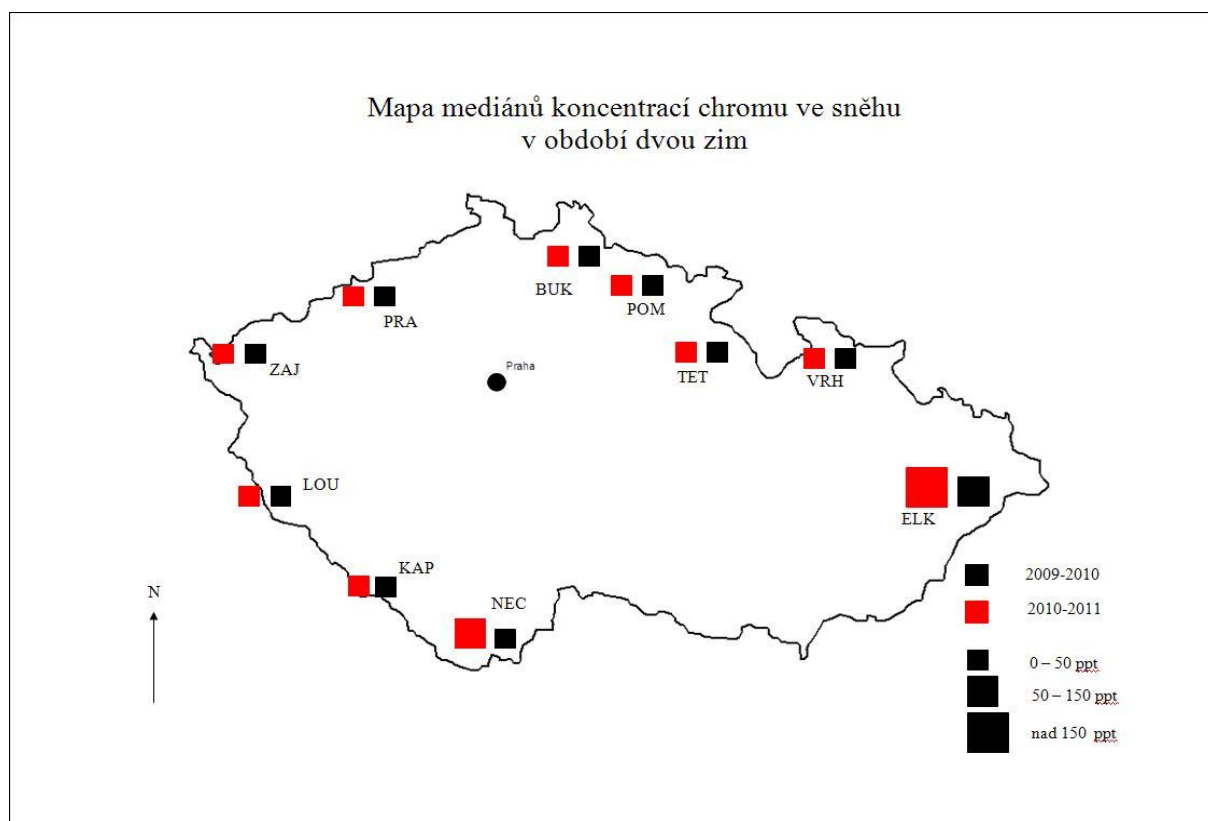 Mapa mediánů koncentrací chromu ve sněhu
v období dvou zim
BUK
POM
PRA
ZAJ
Praha
TET
VRH
LOU
ELK
KAP
NEC
N
2009-2010
2010-2011
0 – 50 ppt
50 – 150 ppt
nad 150 ppt